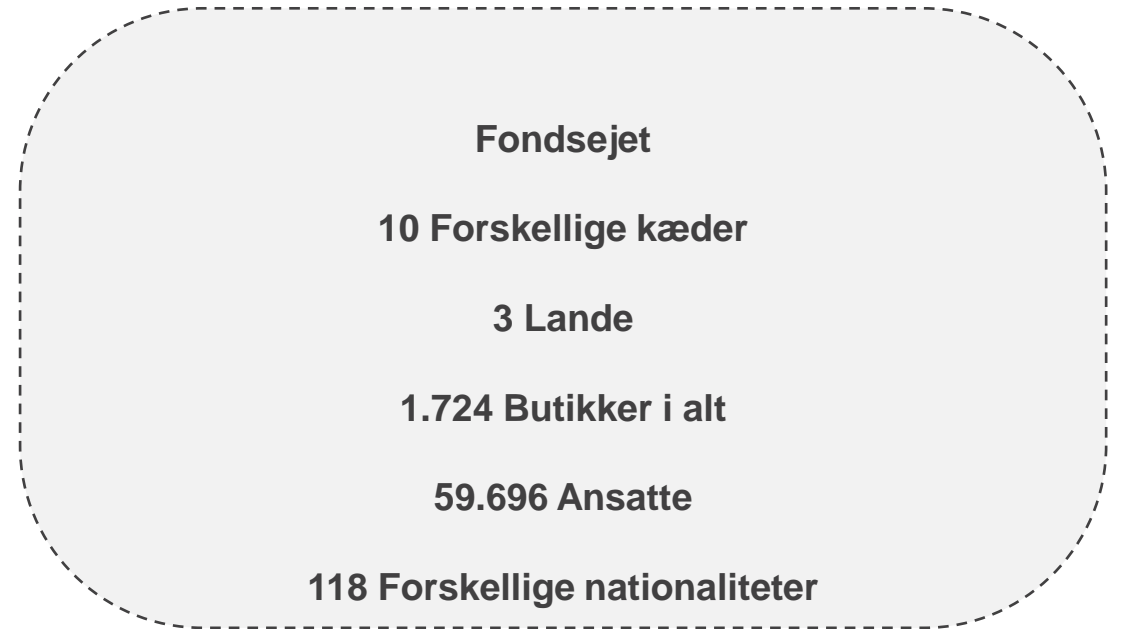 Fondsejet
10 Forskellige kæder
3 Lande
1.724 Butikker i alt
59.696 Ansatte
118 Forskellige nationaliteter